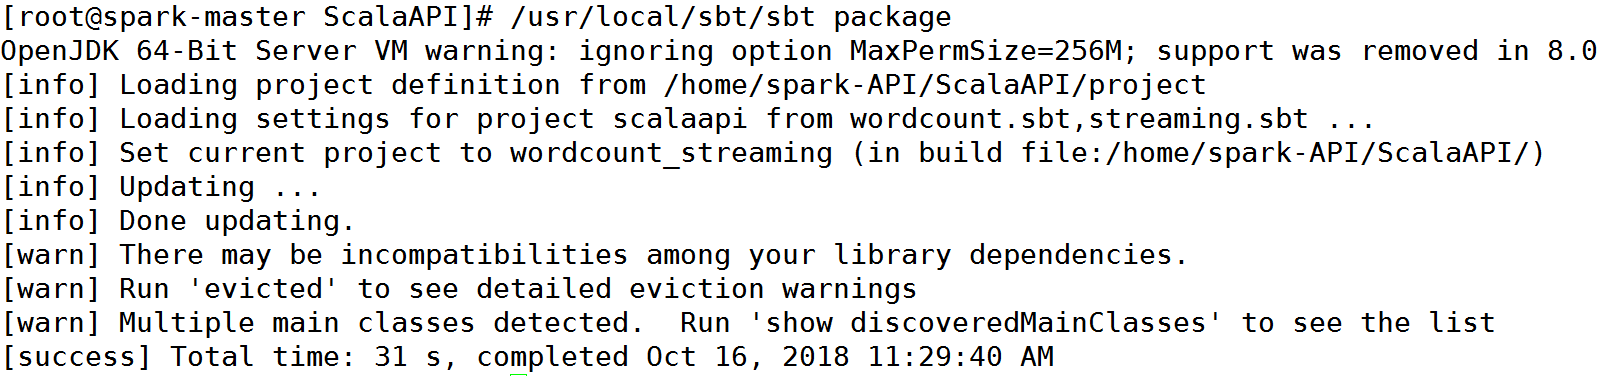 [root@spark-master ScalaAPI]# /usr/local/sbt/sbt package
OpenJDK 64-Bit Server VM warning: ignoring option MaxPermSize=256M; support was removed in 8.0
[info] Loading project definition from /home/spark-API/ScalaAPI/project
[info] Loading settings for project scalaapi from wordcount.sbt,streaming.sbt ...
[info] Set current project to wordcount_streaming (in build file:/home/spark-API/ScalaAPI/)
[info] Updating ...
[info] Done updating.
[warn] There may be incompatibilities among your library dependencies.
[warn] Run 'evicted' to see detailed eviction warnings
[warn] Multiple main classes detected.  Run 'show discoveredMainClasses' to see the list
[success] Total time: 31 s, completed Oct 16, 2018 11:29:40 AM